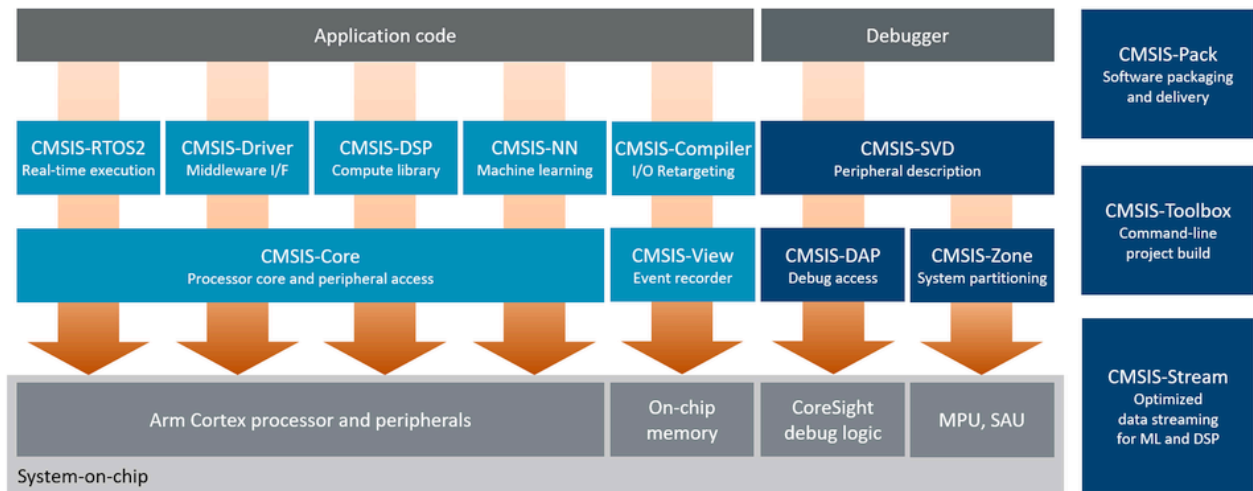 Application code
Debugger
CMSIS-RTOS2
Real-time execution
CMSIS-Driver
Middleware I/F
CMSIS-DSP
Compute library
CMSIS-NN
Machine learning
CMSIS-Compiler
I/O Retargeting
CMSIS-SVD
Peripheral description
CMSIS-Core
Processor core and peripheral access
CMSIS-View
Event recorder
CMSIS-DAP
Debug access
CMSIS-Zone
System partitioning
Arm Cortex processor and peripherals
On-chip
memory
CoreSight
debug logic
MPU, SAU
System-on-chip
CMSIS-Pack
Software packaging
and delivery
CMSIS-Toolbox
Command-line
project build
CMSIS-Stream
Optimized
data streaming
for ML and DSP